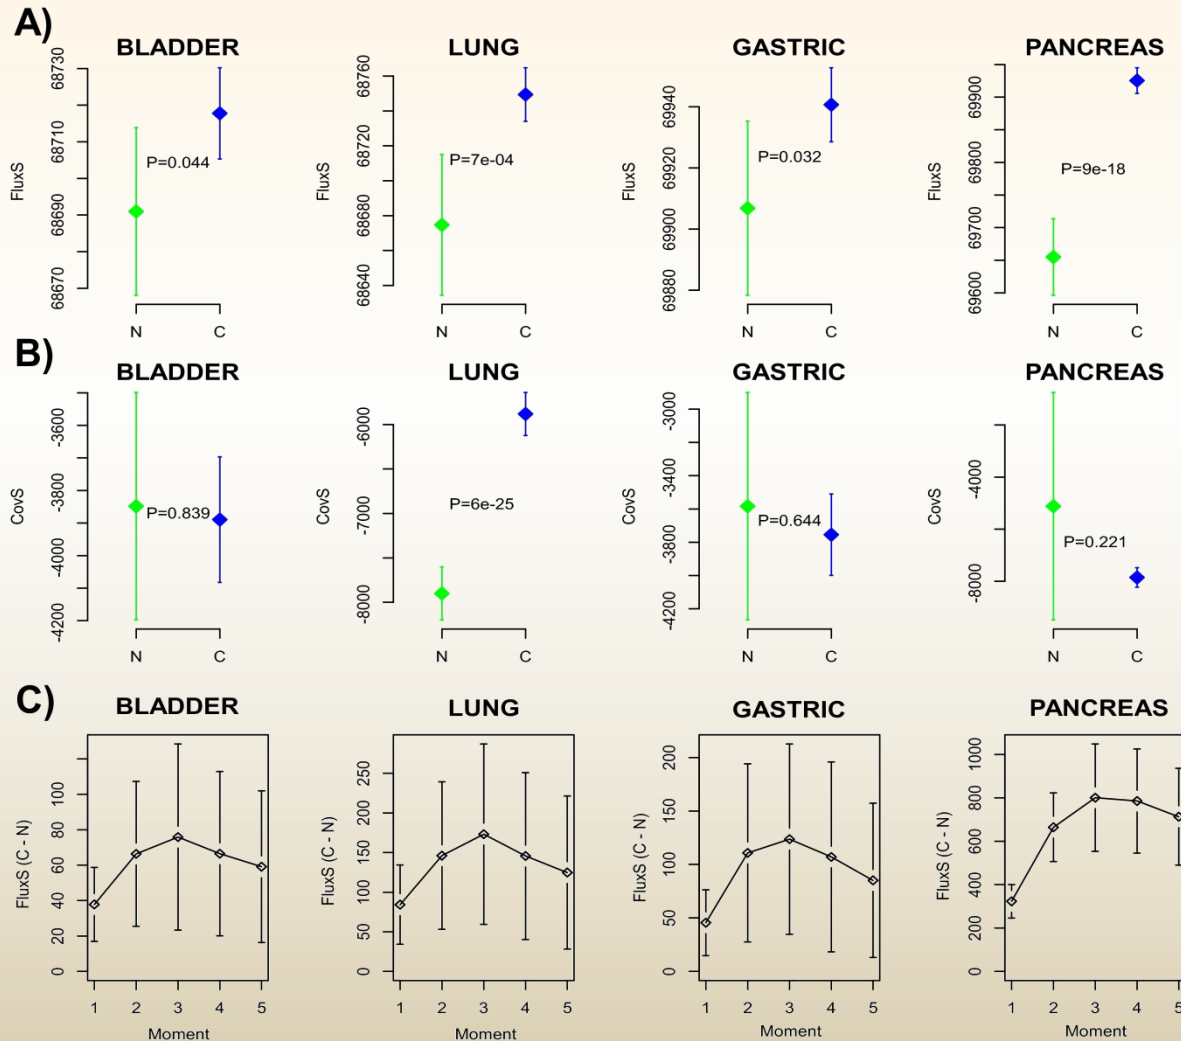 A)
BLADDER LUNG GASTRIC PANCREAS
FluxS 68670 68690 68710 68730 P=0.044 N C
FluxS 68640 68680 68720 68760 P=7e-04 N C
FluxS 69880 69900 69920 69940 P=0.032 N C
FluxS 69600 69700 69800 69900 P=9e-18 N C
B)
BLADDER LUNG GASTRIC PANCREAS
CovS -4200 -4000 -3800 -3600 P=0.839 N C
CovS -8000 -7000 -6000 P=6e-25 N C
CovS -4200 -3800 -3400 -3000 P=0.644 N C
CovS -8000 -4000 P=0.221 N C
C)
BLADDER LUNG GASTRIC PANCREAS
FluxS (C - N) 0 20 40 60 80 100 1 2 3 4 5 Moment
FluxS (C - N) 0 50 100 150 200 250 1 2 3 4 5 Moment
FluxS (C - N) 0 50 100 150 200 1 2 3 4 5 Moment
FluxS (C - N) 0 200 400 600 800 1000 1 2 3 4 5 Moment